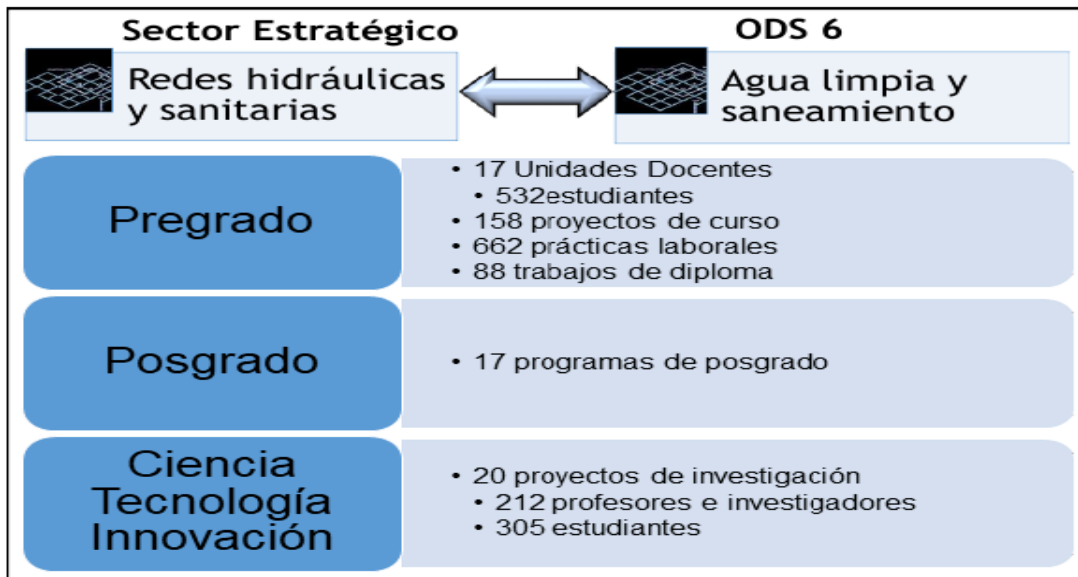 Sector Estratégico
ODS 6
Redes hidráulicas
y sanitarias
Agua limpia y
saneamiento
Pregrado
• 17 Unidades Docentes
• 532estudiantes
• 158 proyectos de curso
• 662 prácticas laborales
• 88 trabajos de diploma
Posgrado
• 17 programas de posgrado
Ciencia
Tecnología
Innovación
• 20 proyectos de investigación
• 212 profesores e investigadores
• 305 estudiantes